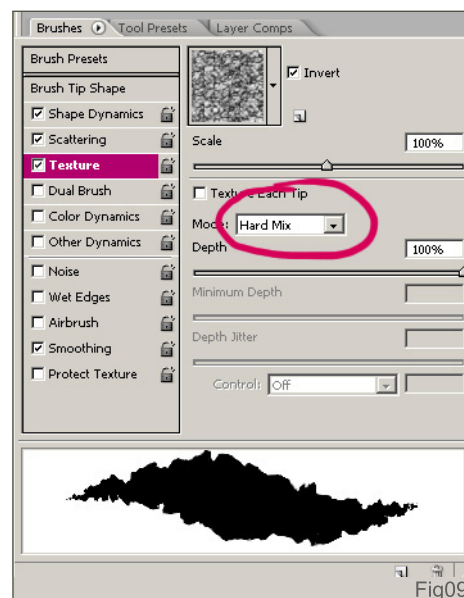 Brushes Tool Presets Layer Comps
Brush Presets
Brush Tip Shape
Shape Dynamics
Scattering
Texture
Dual Brush
Color Dynamics
Other Dynamics
Noise
Wet Edges
Airbrush
Smoothing
Protect Texture
Invert
Scale 100%
Texture Each Tip
Mode: Hard Mix
Depth 100%
Minimum Depth
Depth Jitter
Control: Off
Fig09